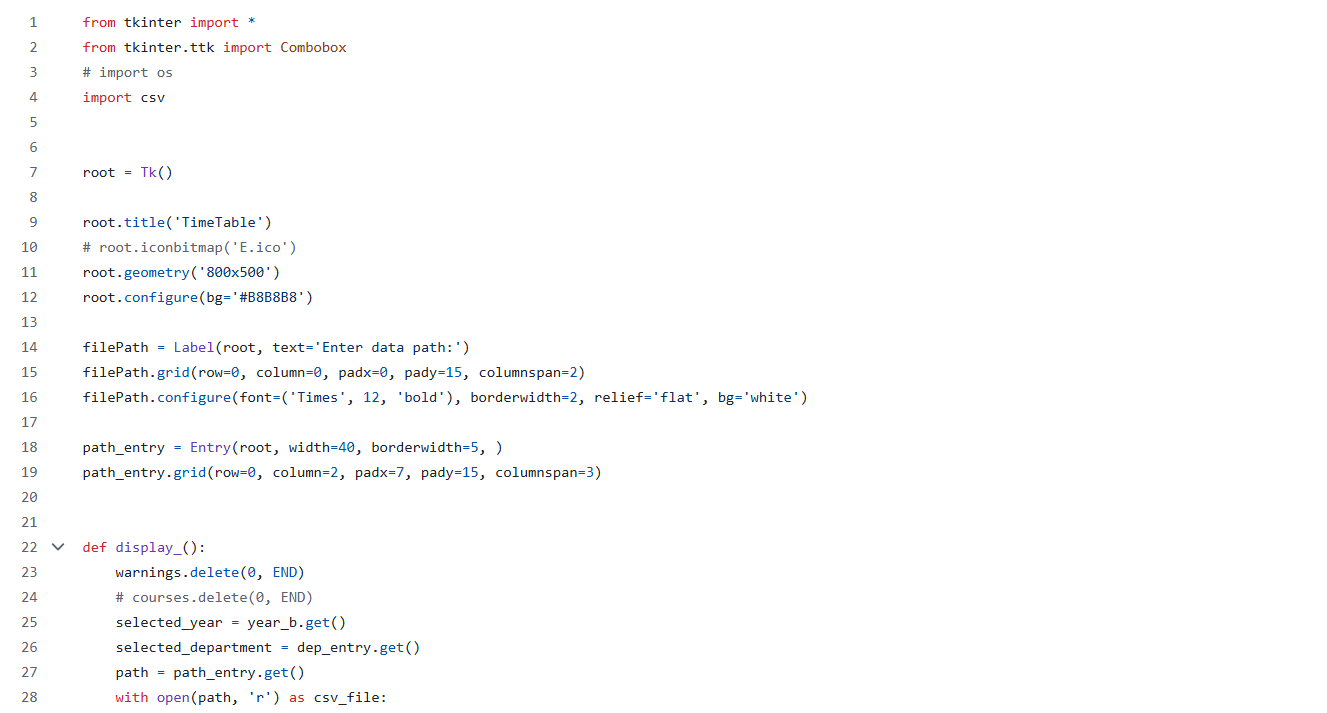 1 from tkinter import *
2 from tkinter.ttk import Combobox
3 # import os
4 import csv
5
6
7 root = Tk()
8
9 root.title('TimeTable')
10 # root.iconbitmap('E.ico')
11 root.geometry('800x500')
12 root.configure(bg='#B8B8B8')
13
14 filePath = Label(root, text='Enter data path:')
15 filePath.grid(row=0, column=0, padx=0, pady=15, columnspan=2)
16 filePath.configure(font=('Times', 12, 'bold'), borderwidth=2, relief='flat', bg='white')
17
18 path_entry = Entry(root, width=40, borderwidth=5, )
19 path_entry.grid(row=0, column=2, padx=7, pady=15, columnspan=3)
20
21
22 def display_():
23     warnings.delete(0, END)
24     # courses.delete(0, END)
25     selected_year = year_b.get()
26     selected_department = dep_entry.get()
27     path = path_entry.get()
28     with open(path, 'r') as csv_file: